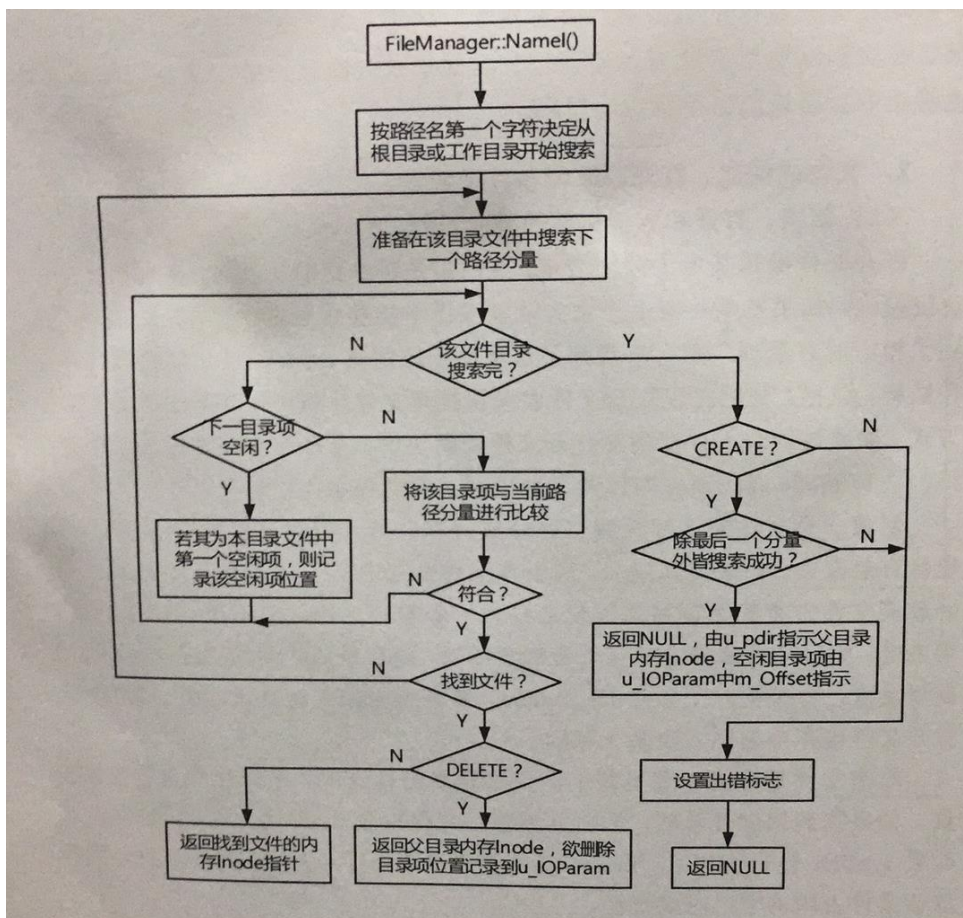 FileManager::NameI()
按路径名第一个字符决定从
根目录或工作目录开始搜索
准备在该目录文件中搜索下
一个路径分量
该文件目录
搜索完？
N
Y
下一目录项
空闲？
N
Y
CREATE？
N
Y
将该目录项与当前路
径分量进行比较
若其为本目录文件中
第一个空闲项，则记
录该空闲项位置
除最后一个分量
外皆搜索成功？
N
Y
符合？
N
Y
返回NULL，由u_pdir指示父目录
内存Inode，空闲目录项由
u_IOParam中m_Offset指示
找到文件？
N
Y
DELETE？
N
Y
设置出错标志
返回找到文件的内
存Inode指针
返回父目录内存Inode，欲删除
目录项位置记录到u_IOParam
返回NULL